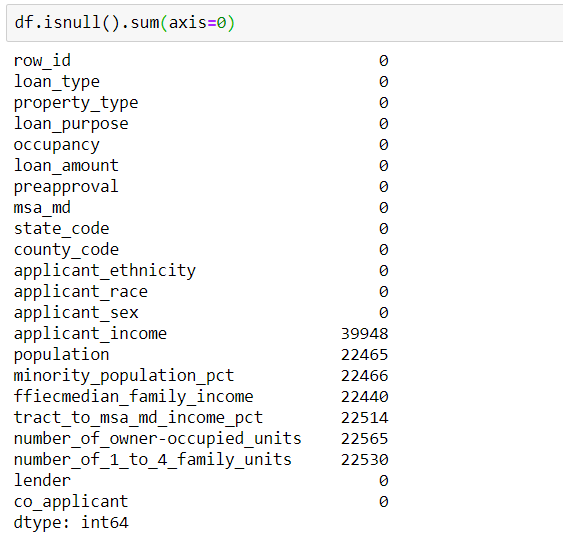 df.isnull().sum(axis=0)
row_id 0
loan_type 0
property_type 0
loan_purpose 0
occupancy 0
loan_amount 0
preapproval 0
msa_md 0
state_code 0
county_code 0
applicant_ethnicity 0
applicant_race 0
applicant_sex 0
applicant_income 39948
population 22465
minority_population_pct 22466
ffiecmedian_family_income 22440
tract_to_msa_md_income_pct 22514
number_of_owner-occupied_units 22565
number_of_1_to_4_family_units 22530
lender 0
co_applicant 0
dtype: int64